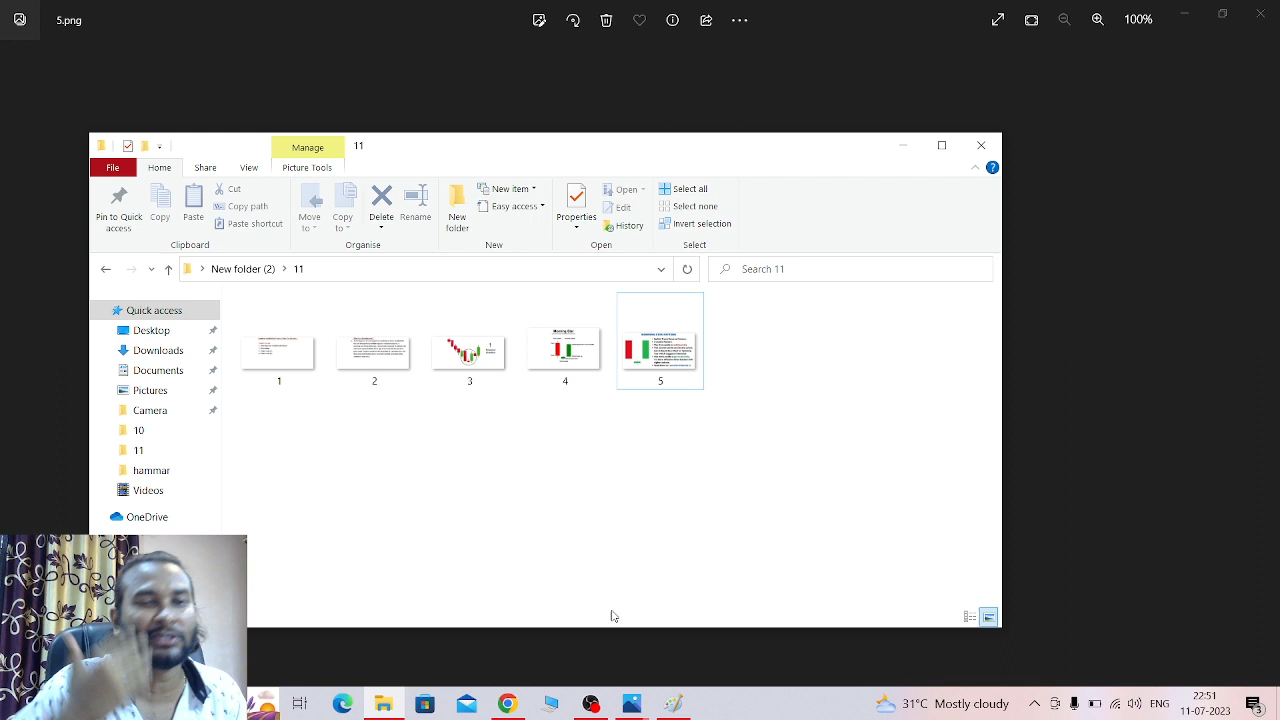 5.png
100%
Manage
11
File
Home
Share
View
Picture Tools
Pin to Quick access
Copy
Paste
Cut
Copy path
Paste shortcut
Move to
Copy to
Delete
Rename
New folder
New item
Easy access
Properties
Open
Edit
History
Select all
Select none
Invert selection
Clipboard
Organise
New
Open
Select
New folder (2)
11
Search 11
Quick access
Desktop
Downloads
Documents
Pictures
Camera
10
11
hammar
Videos
OneDrive
Morning Star
1
2
3
4
5
31°C Mostly cloudy
ENG
22:51
11-07-2023
3